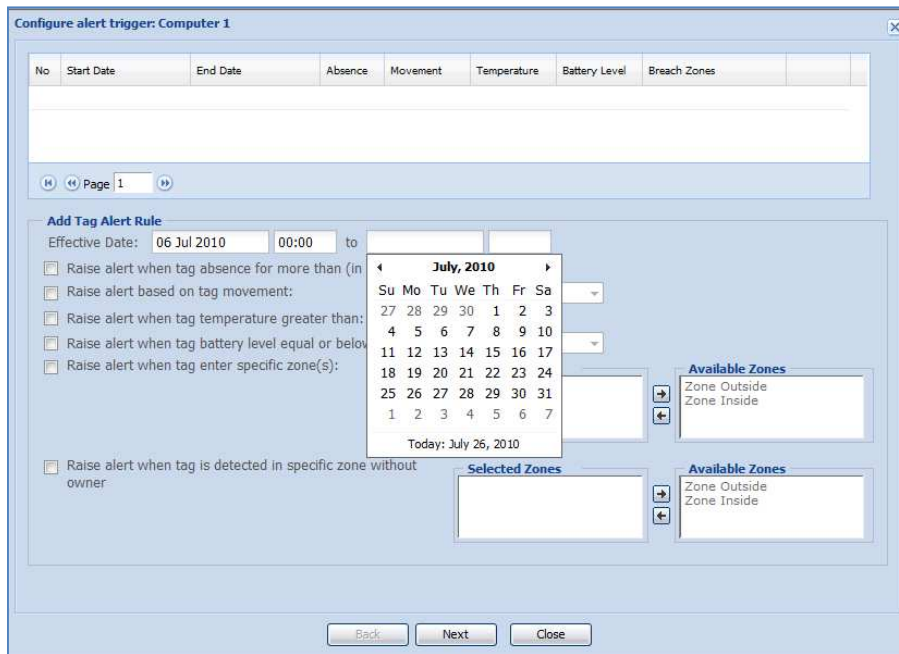 Configure alert trigger: Computer 1
No Start Date End Date Absence Movement Temperature Battery Level Breach Zones
Page 1
Add Tag Alert Rule
Effective Date: 06 Jul 2010 00:00 to
Raise alert when tag absence for more than (in
Raise alert based on tag movement:
Raise alert when tag temperature greater than:
Raise alert when tag battery level equal or below
Raise alert when tag enter specific zone(s):
July, 2010
Su Mo Tu We Th Fr Sa
27 28 29 30 1 2 3
4 5 6 7 8 9 10
11 12 13 14 15 16 17
18 19 20 21 22 23 24
25 26 27 28 29 30 31
1 2 3 4 5 6 7
Today: July 26, 2010
Available Zones
Zone Outside
Zone Inside
Raise alert when tag is detected in specific zone without
owner
Selected Zones
Available Zones
Zone Outside
Zone Inside
Back Next Close